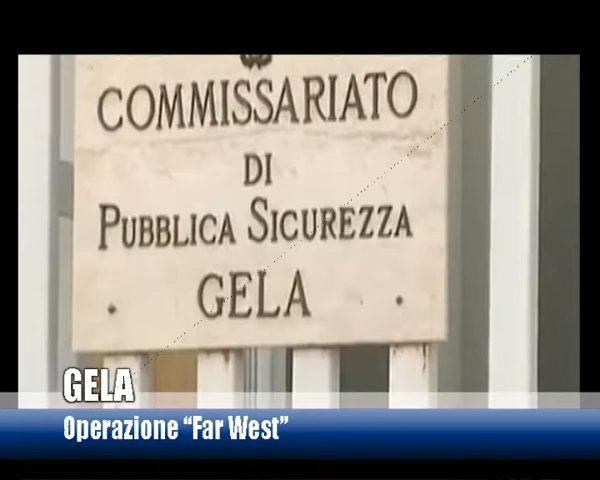 COMMISSARIATO
DI
PUBBLICA SICUREZZA
GELA
GELA
Operazione “Far West”